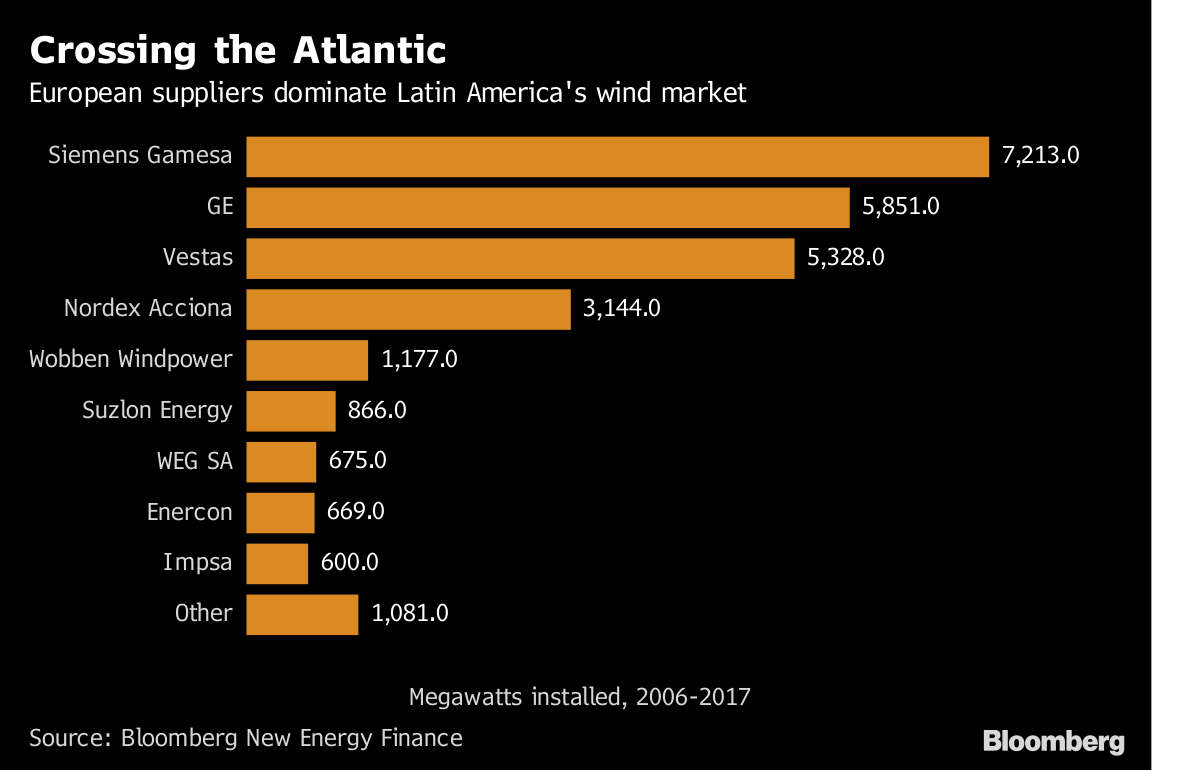 Crossing the Atlantic
European suppliers dominate Latin America's wind market
Siemens Gamesa 7,213.0
GE 5,851.0
Vestas 5,328.0
Nordex Acciona 3,144.0
Wobben Windpower 1,177.0
Suzlon Energy 866.0
WEG SA 675.0
Enercon 669.0
Impsa 600.0
Other 1,081.0
Megawatts installed, 2006-2017
Source: Bloomberg New Energy Finance
Bloomberg